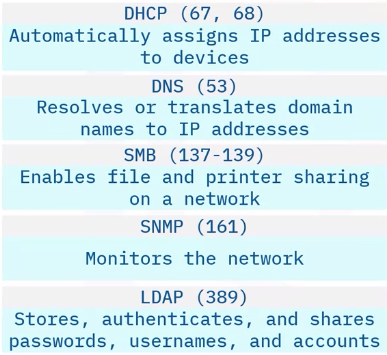 DHCP (67, 68)
Automatically assigns IP addresses
to devices
DNS (53)
Resolves or translates domain
names to IP addresses
SMB (137-139)
Enables file and printer sharing
on a network
SNMP (161)
Monitors the network
LDAP (389)
Stores, authenticates, and shares
passwords, usernames, and accounts